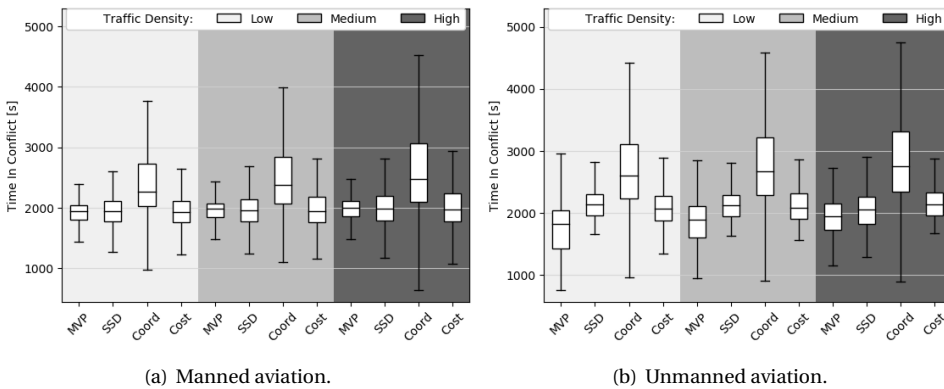 Traffic Density: Low Medium High
5000
4000
3000
2000
1000
Time In Conflict [s]
MVP SSD Coord Cost MVP SSD Coord Cost MVP SSD Coord Cost
(a) Manned aviation.
Traffic Density: Low Medium High
5000
4000
3000
2000
1000
Time In Conflict [s]
MVP SSD Coord Cost MVP SSD Coord Cost MVP SSD Coord Cost
(b) Unmanned aviation.